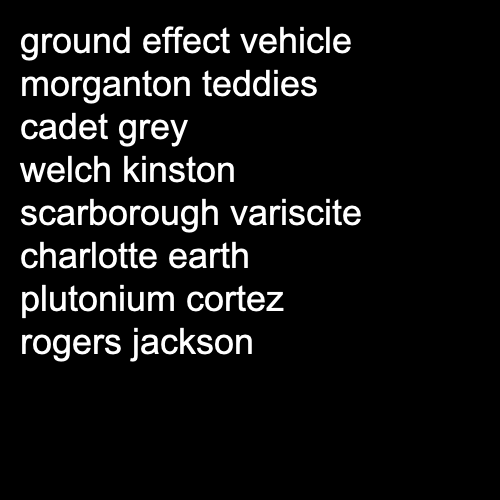 ground effect vehicle
morganton teddies
cadet grey
welch kinston
scarborough variscite
charlotte earth
plutonium cortez
rogers jackson